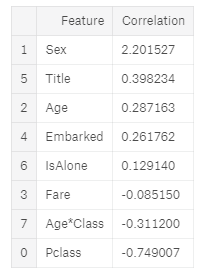 Feature Correlation
1 Sex 2.201527
5 Title 0.398234
2 Age 0.287163
4 Embarked 0.261762
6 IsAlone 0.129140
3 Fare -0.085150
7 Age*Class -0.311200
0 Pclass -0.749007